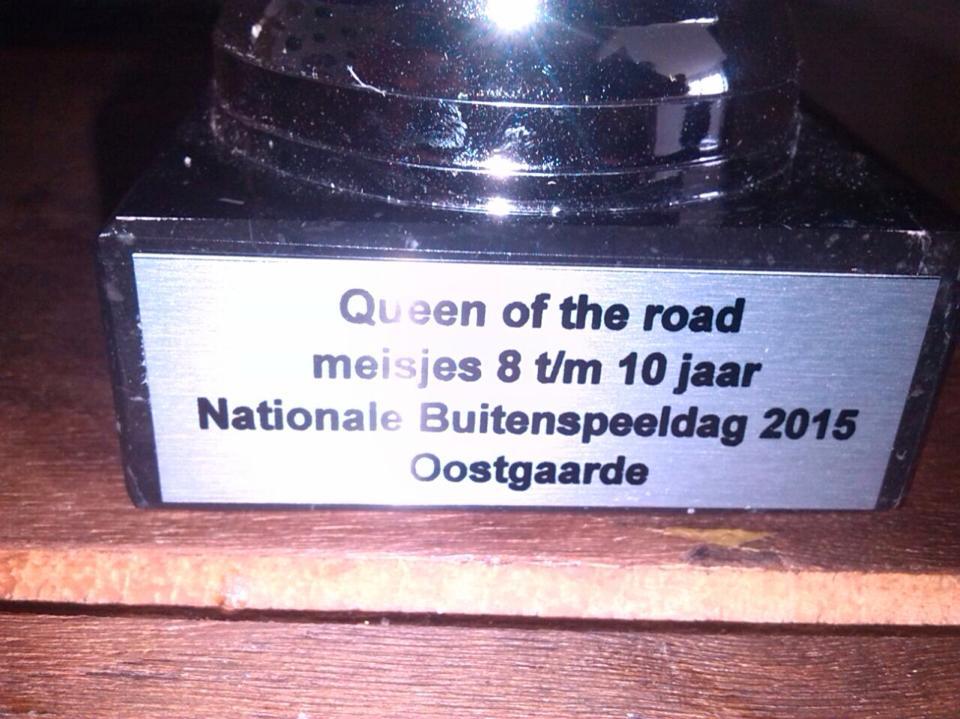 Queen of the road
meisjes 8 t/m 10 jaar
Nationale Buitenspeeldag 2015
Oostgaarde